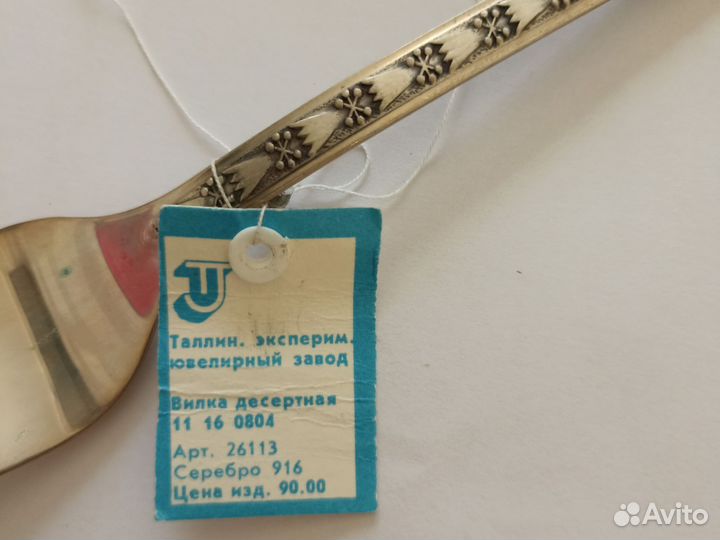 Таллин. эксперим.
ювелирный завод
Вилка десертная
11 16 0804
Арт. 26113
Серебро 916
Цена изд. 90.00
Avito